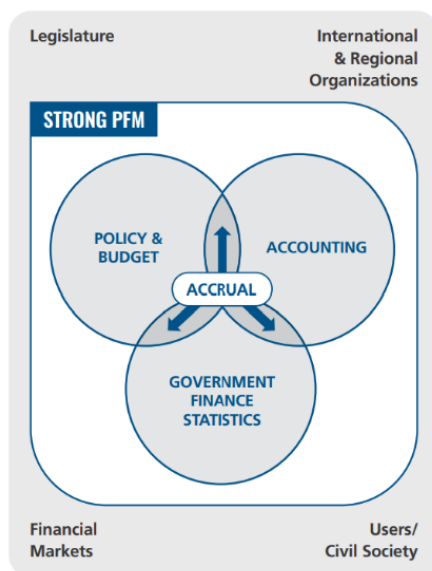 Legislature
International
& Regional
Organizations
STRONG PFM
POLICY &
BUDGET
ACCOUNTING
ACCRUAL
GOVERNMENT
FINANCE
STATISTICS
Financial
Markets
Users/
Civil Society